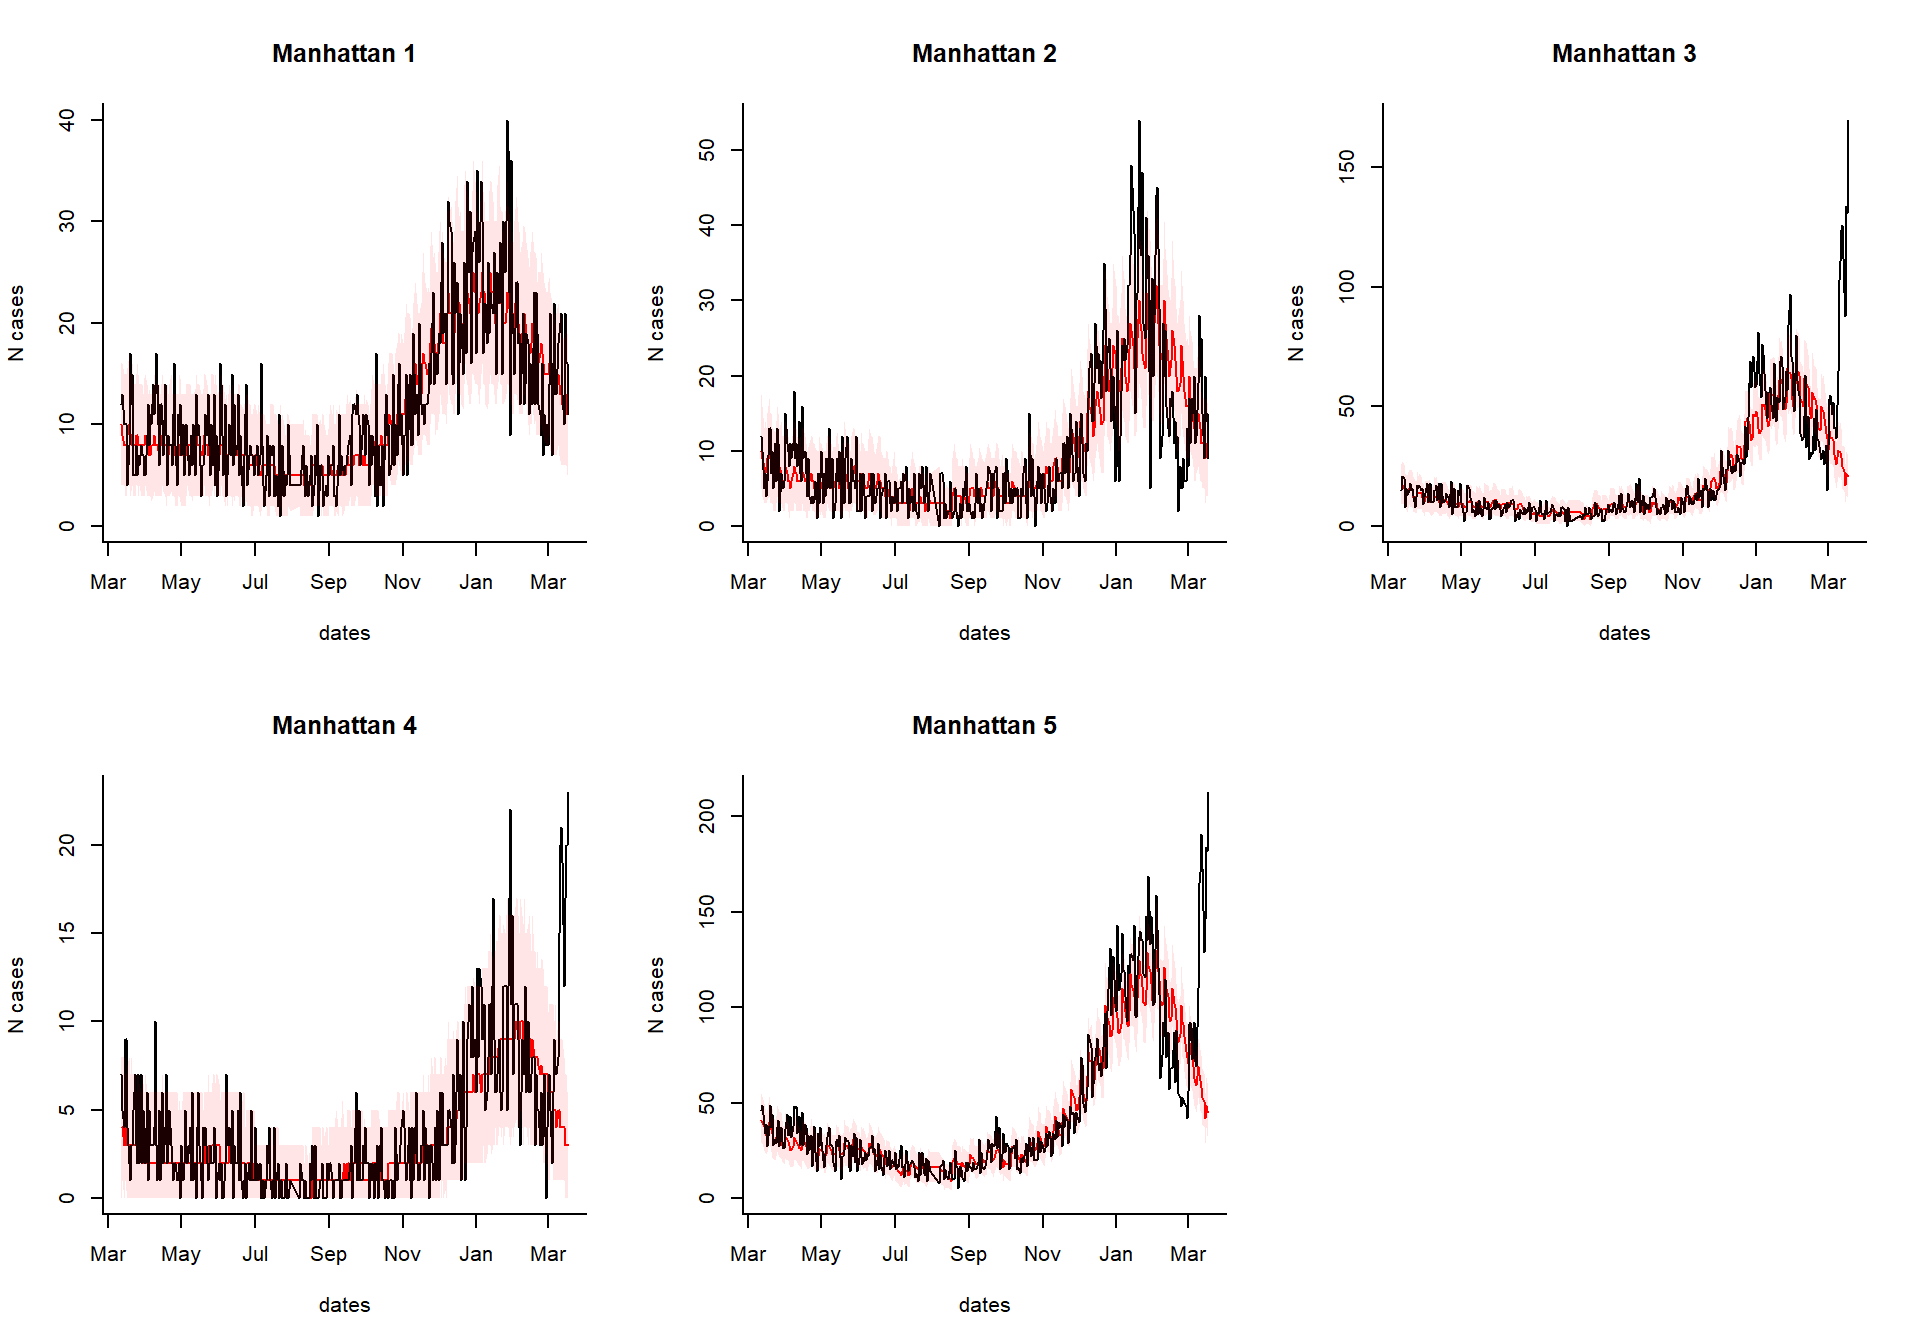 Manhattan 1
N cases
0
10
20
30
40
Mar May Jul Sep Nov Jan Mar
dates
Manhattan 2
N cases
0
10
20
30
40
50
Mar May Jul Sep Nov Jan Mar
dates
Manhattan 3
N cases
0
50
100
150
Mar May Jul Sep Nov Jan Mar
dates
Manhattan 4
N cases
0
5
10
15
20
Mar May Jul Sep Nov Jan Mar
dates
Manhattan 5
N cases
0
50
100
150
200
Mar May Jul Sep Nov Jan Mar
dates